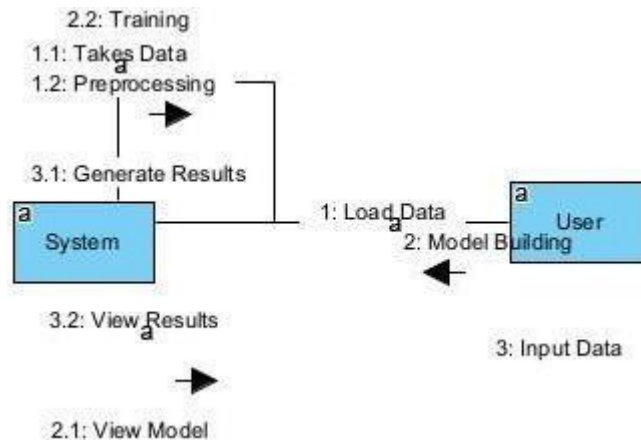 2.2: Training
1.1: Takes Data
a
1.2: Preprocessing
3.1: Generate Results
a
System
1: Load Data
a
a
User
2: Model Building
3.2: View Results
a
3: Input Data
2.1: View Model